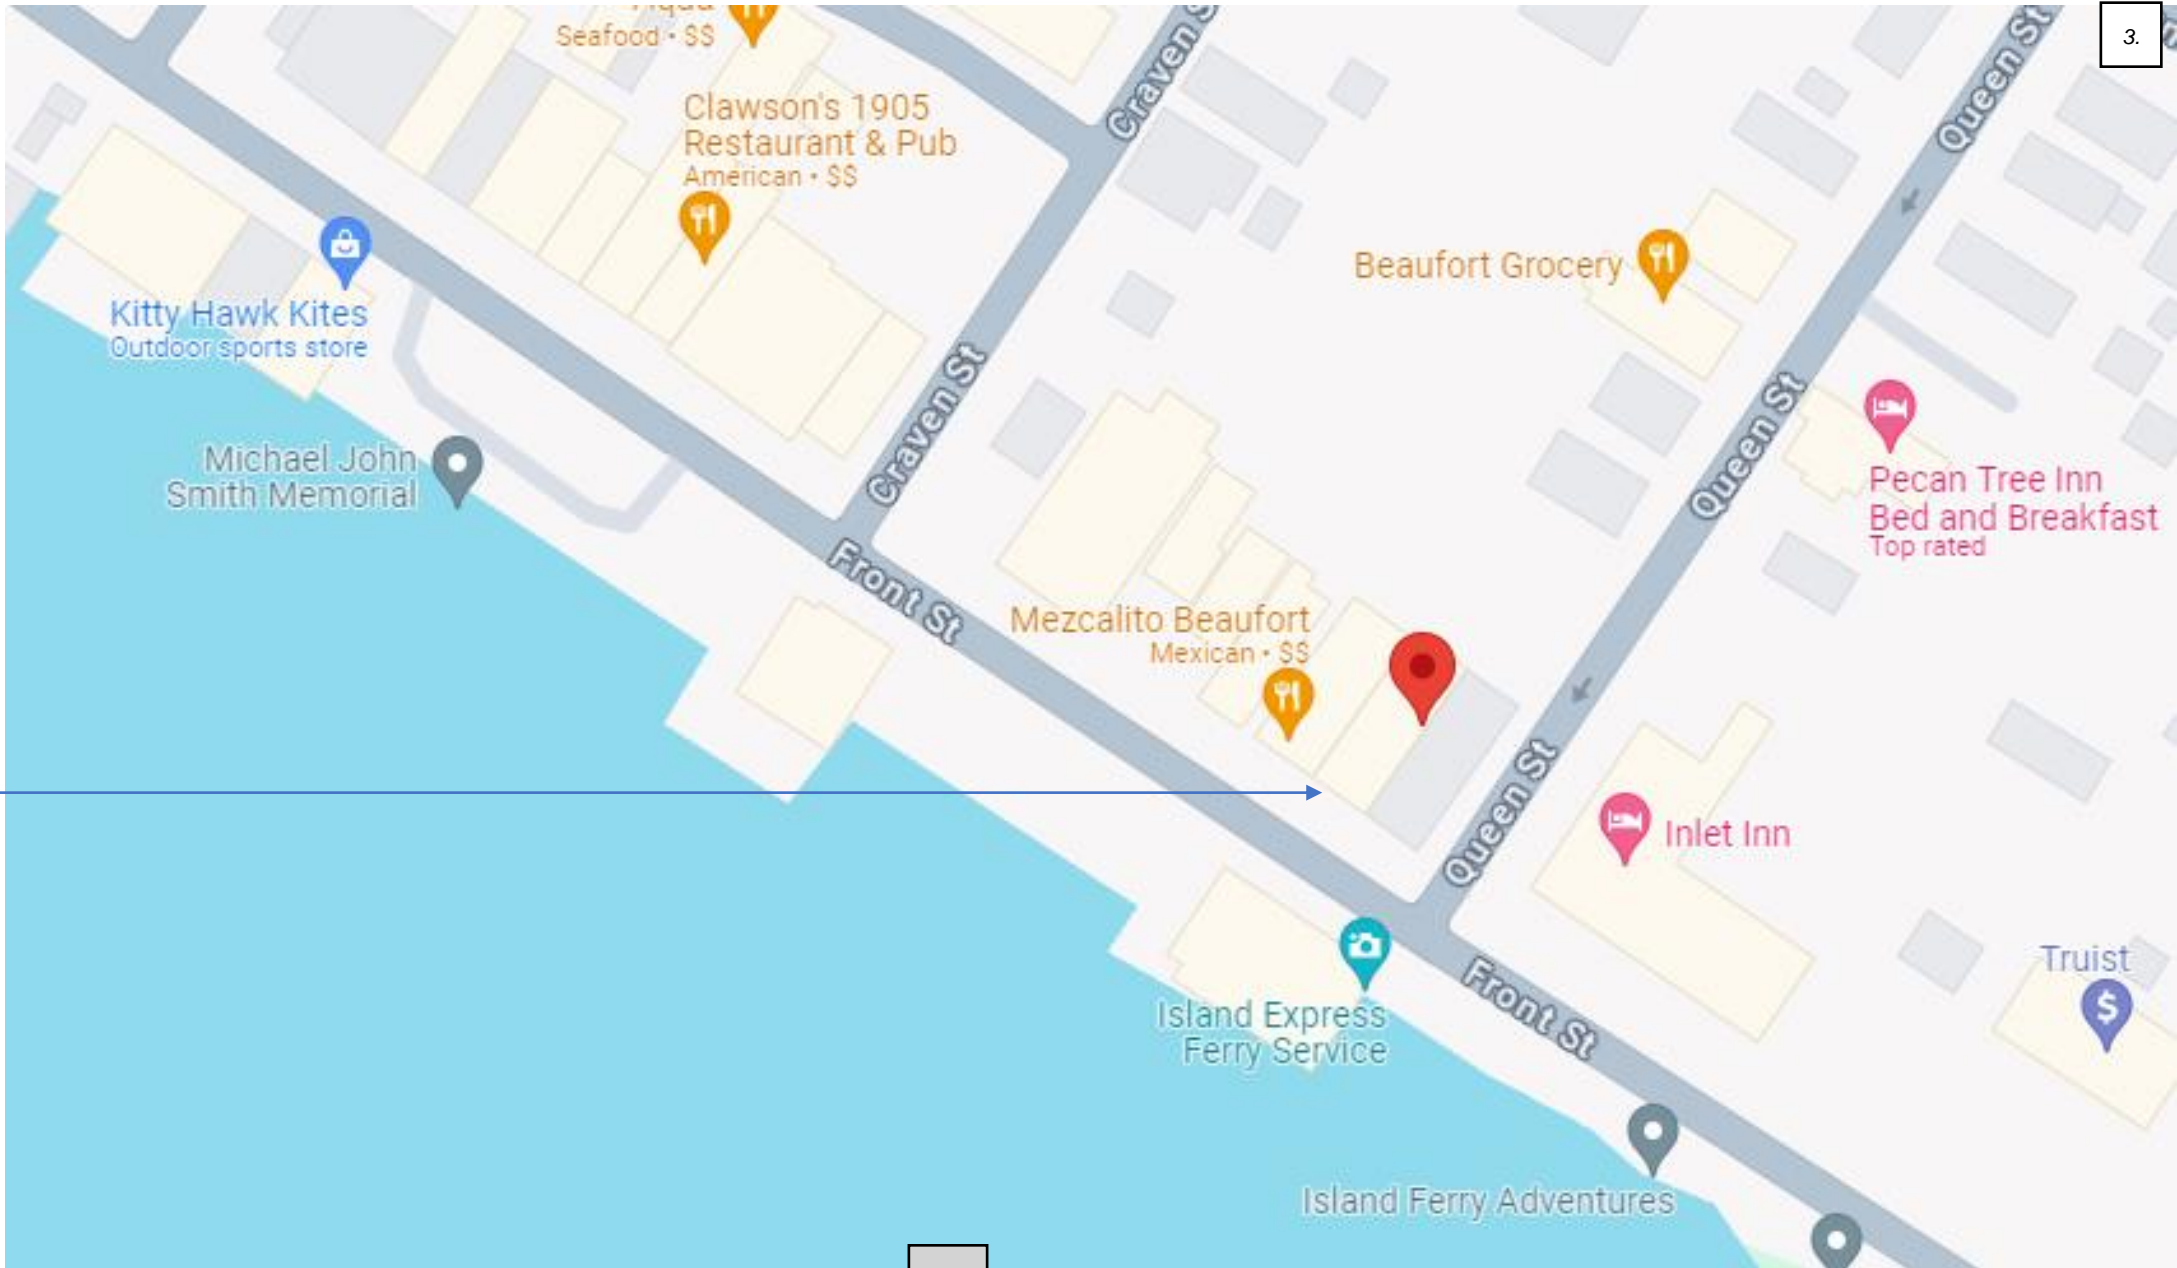 3.
Seafood • $$
Craven S
Queen St
Clawson's 1905
Restaurant & Pub
American • $$
Beaufort Grocery
Kitty Hawk Kites
Outdoor sports store
Craven St
Queen St
Michael John
Smith Memorial
Pecan Tree Inn
Bed and Breakfast
Top rated
Front St
Mezcalito Beaufort
Mexican • $$
Queen St
Inlet Inn
Truist
Island Express
Ferry Service
Front St
Island Ferry Adventures